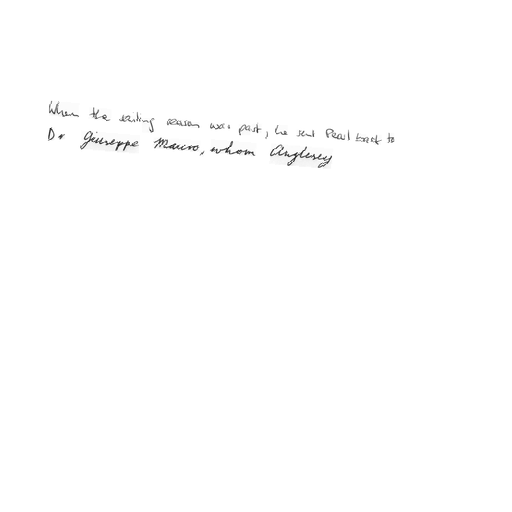 When the sailing season was past, he sent Pearl back to
Dr Giuseppe Mauro, whom Anglesey